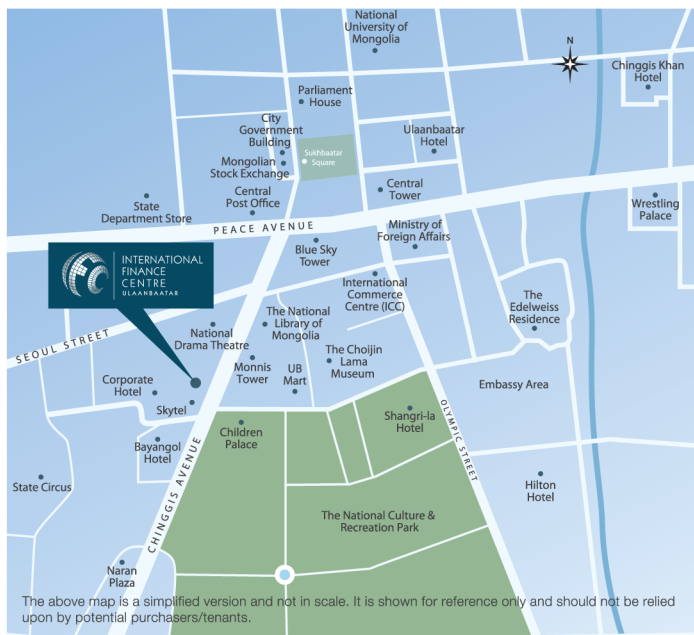 National
University of
Mongolia
N
Chinggis Khan
Hotel
Parliament
House
City
Government
Building
Ulaanbaatar
Hotel
Sukhbaatar
Square
Mongolian
Stock Exchange
Central
Post Office
Central
Tower
State
Department Store
Wrestling
Palace
PEACE AVENUE
Ministry of
Foreign Affairs
Blue Sky
Tower
INTERNATIONAL
FINANCE
CENTRE
ULAANBAATAR
International
Commerce
Centre (ICC)
The
Edelweiss
Residence
The National
Library of
Mongolia
SEOUL STREET
National
Drama Theatre
The Choijin
Lama
Museum
Monnis
Tower
UB
Mart
Corporate
Hotel
Embassy Area
Skytel
Shangri-la
Hotel
OLYMPIC STREET
Children
Palace
Bayangol
Hotel
CHINGGIS AVENUE
State Circus
Hilton
Hotel
The National Culture &
Recreation Park
Naran
Plaza
The above map is a simplified version and not in scale. It is shown for reference only and should not be relied
upon by potential purchasers/tenants.